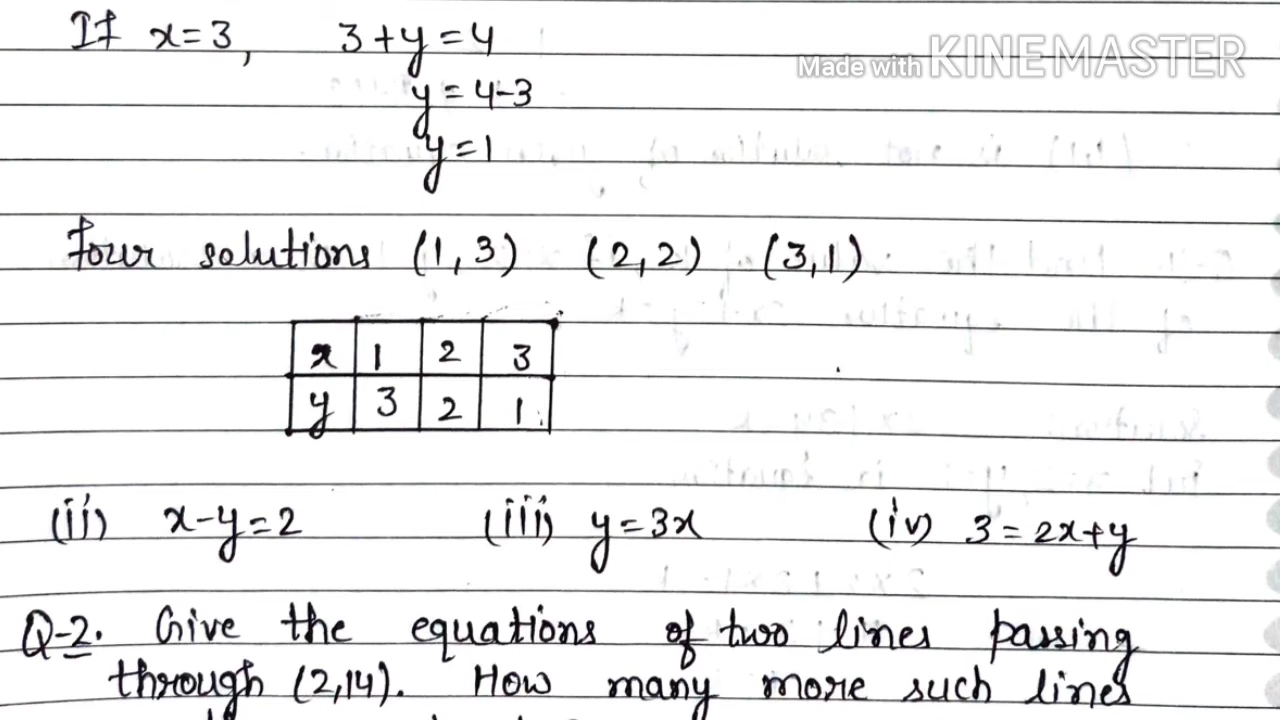 If x=3, 3+y=4
Made with KINEMASTER
y = 4-3
y=1
four solutions (1,3) (2,2) (3,1)
x 1 2 3
y 3 2 1
(ii) x-y=2 (iii) y=3x (iv) 3=2x+y
Q-2. Give the equations of two lines passing
through (2,14). How many more such lines